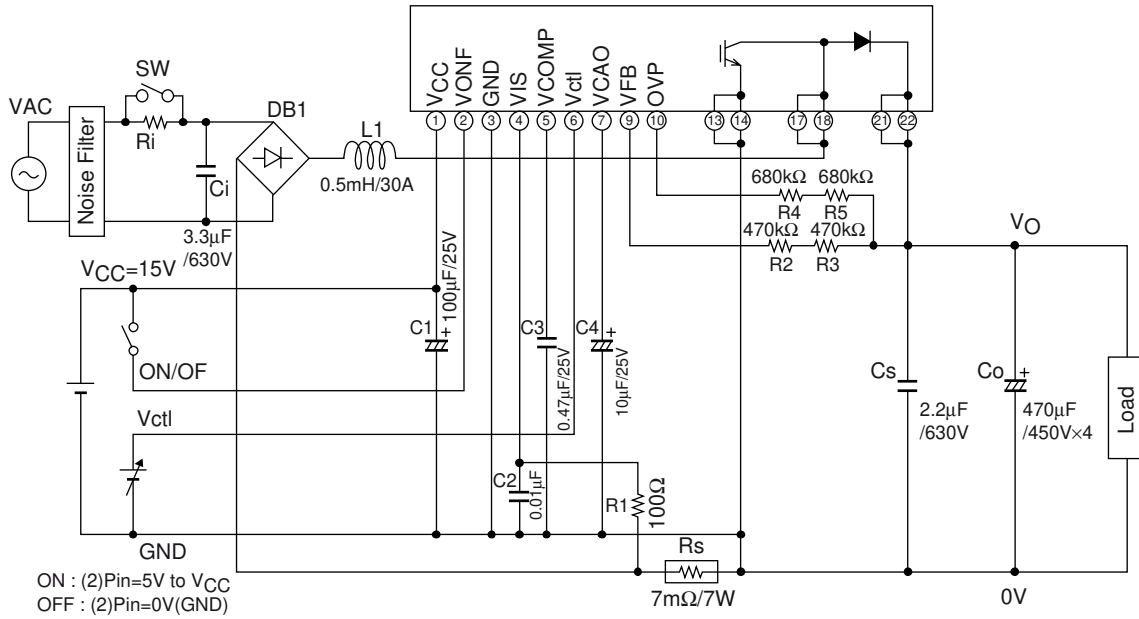 VCC
VONF
GND
VIS
VCOMP
Vctl
VCAO
VFB
OVP
1
2
3
4
5
6
7
9
10
13
14
17
18
21
22
SW
VAC
Noise Filter
Ri
Ci
3.3μF
/630V
DB1
L1
0.5mH/30A
680kΩ
680kΩ
R4
R5
470kΩ
470kΩ
R2
R3
VO
VCC=15V
C1
+
100μF/25V
ON/OF
Vctl
C3
0.47μF/25V
C4
+
10μF/25V
C2
0.01μF
R1
100Ω
Cs
2.2μF
/630V
Co
+
470μF
/450V×4
Load
GND
Rs
7mΩ/7W
0V
ON : (2)Pin=5V to VCC
OFF : (2)Pin=0V(GND)